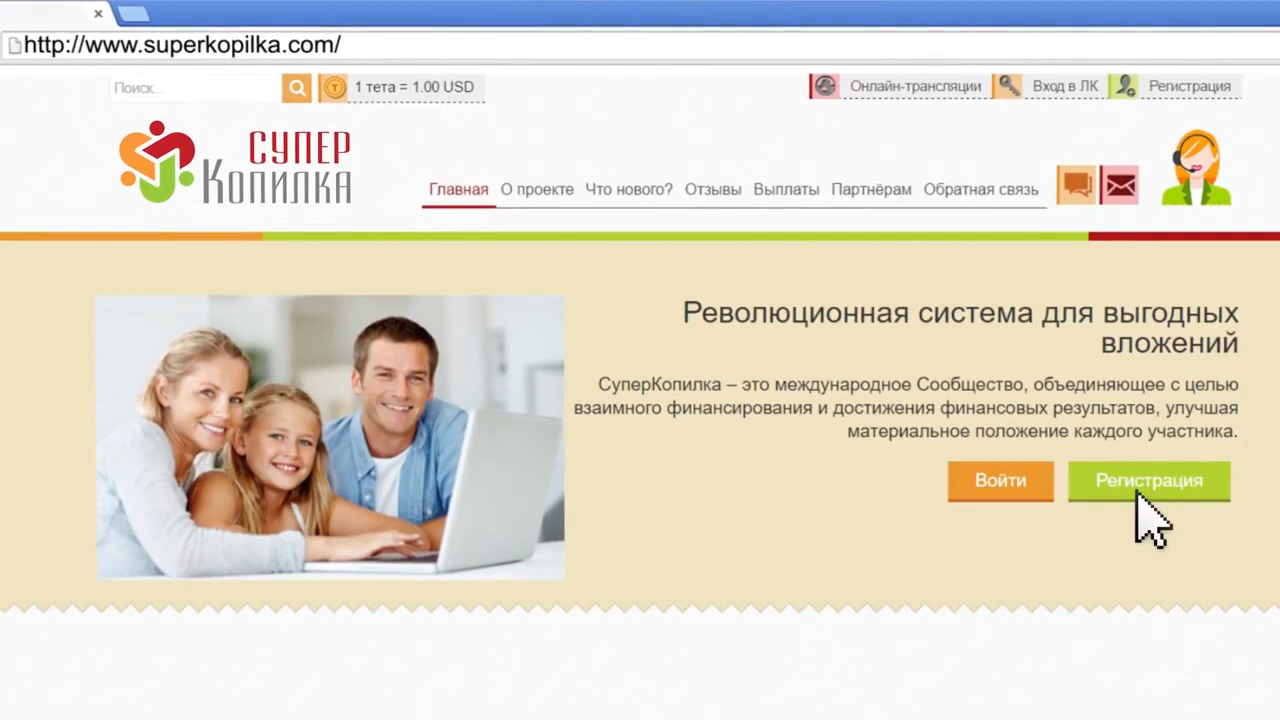 http://www.superkopilka.com/
Поиск...
1 тета = 1.00 USD
Онлайн-трансляции
Вход в ЛК
Регистрация
СУПЕР
КОПИЛКА
Главная О проекте Что нового? Отзывы Выплаты Партнёрам Обратная связь
Революционная система для выгодных
вложений
СуперКопилка – это международное Сообщество, объединяющее с целью
взаимного финансирования и достижения финансовых результатов, улучшая
материальное положение каждого участника.
Войти
Регистрация